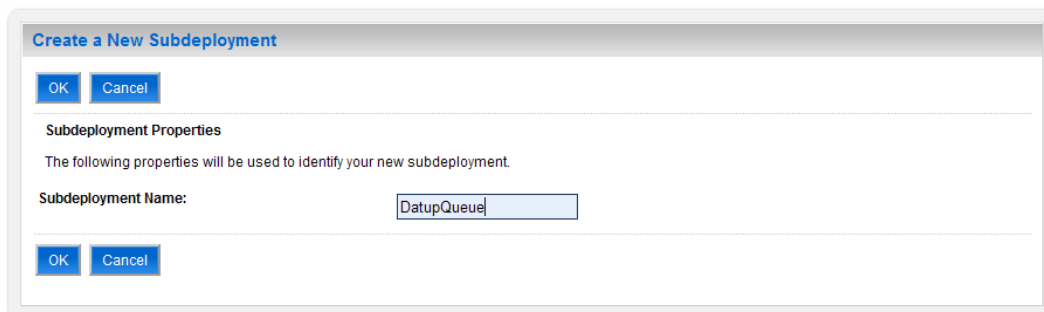 Create a New Subdeployment
OK Cancel
Subdeployment Properties
The following properties will be used to identify your new subdeployment.
Subdeployment Name: DatupQueue
OK Cancel